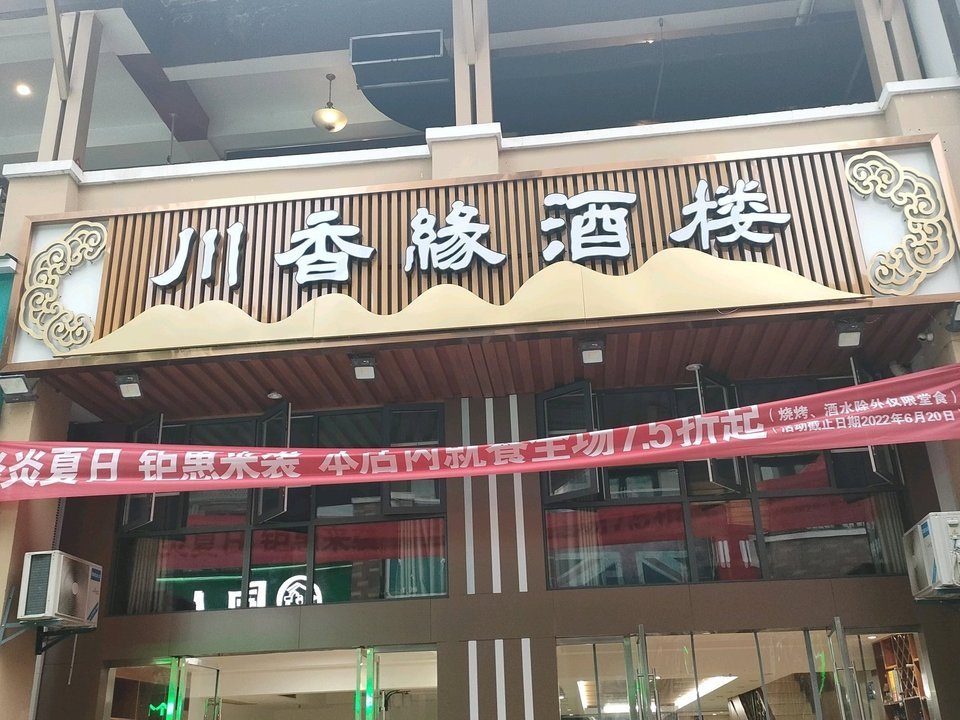 川香緣酒楼
炎炎夏日 钜惠来袭 本店内就餐全场7.5折起
(烧烤、酒水除外仅限堂食)
(活动截止日期2022年6月20日